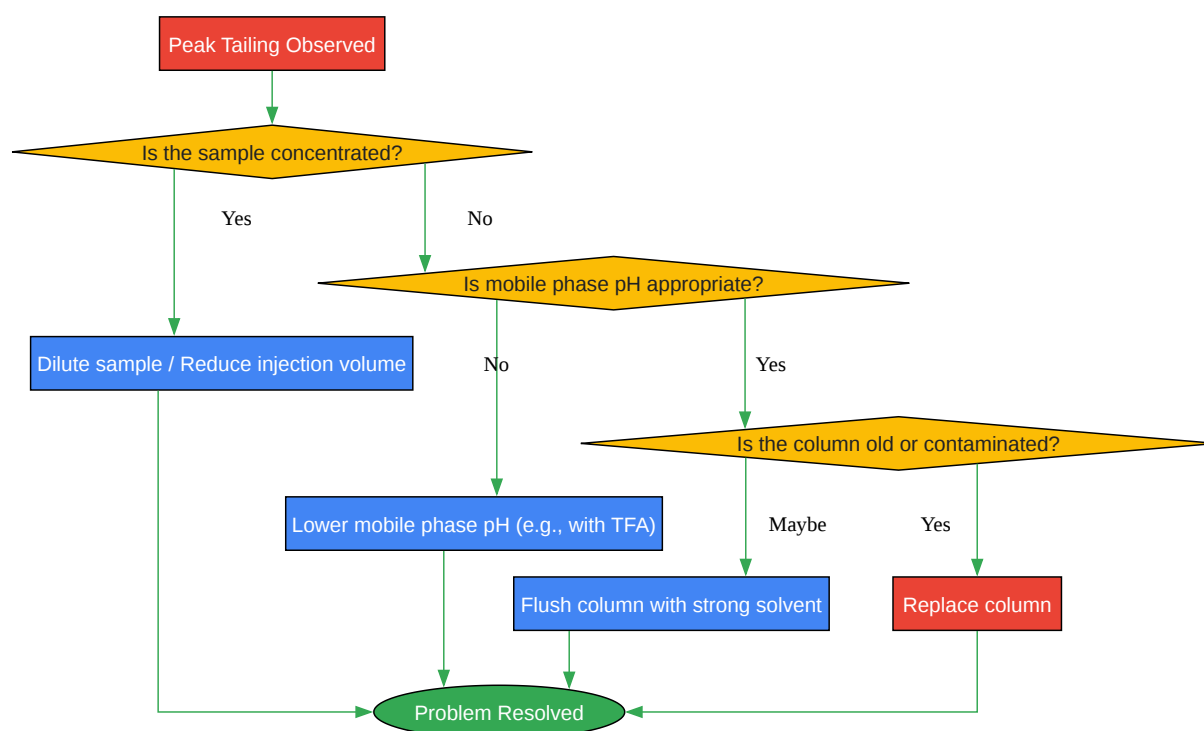 Peak Tailing Observed
Is the sample concentrated?
Yes
No
Is mobile phase pH appropriate?
Dilute sample / Reduce injection volume
No
Yes
Is the column old or contaminated?
Lower mobile phase pH (e.g., with TFA)
Maybe
Yes
Flush column with strong solvent
Replace column
Problem Resolved